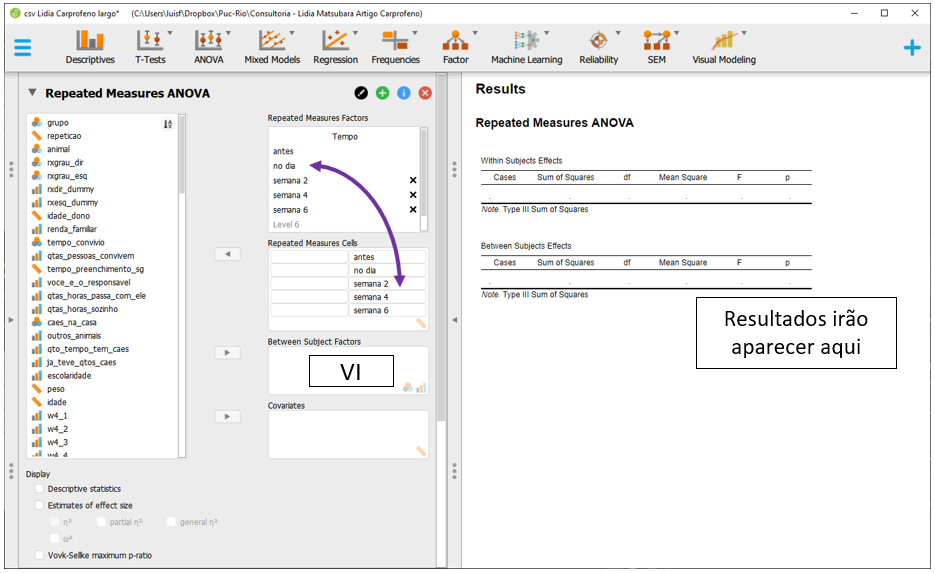 csv Lidia Carprofeno largo* (C:\Users\luisf\Dropbox\Puc-Rio\Consultoria - Lidia Matsubara Artigo Carprofeno)
Descriptives
T-Tests
ANOVA
Mixed Models
Regression
Frequencies
Factor
Machine Learning
Reliability
SEM
Visual Modeling
Repeated Measures ANOVA
grupo
repeticao
animal
rxgrau_dir
rxgrau_esq
rxdir_dummy
rxesq_dummy
idade_dono
renda_familar
tempo_convivio
qtas_pessoas_convivem
tempo_preenchimento_sg
voce_e_o_responsavel
qtas_horas_passa_com_ele
qtas_horas_sozinho
caes_na_casa
outros_animais
qto_tempo_tem_caes
ja_teve_qtos_caes
escolaridade
peso
idade
w4_1
w4_2
w4_3
w4_4
Repeated Measures Factors
Tempo
antes
no dia
semana 2
semana 4
semana 6
Level 6
Repeated Measures Cells
antes
no dia
semana 2
semana 4
semana 6
Between Subject Factors
VI
Covariates
Display
Descriptive statistics
Estimates of effect size
η²
partial η²
general η²
ω²
Vovk-Sellke maximum p-ratio
Results
Repeated Measures ANOVA
Within Subjects Effects
Cases Sum of Squares df Mean Square F p
. . . . . .
Note. Type III Sum of Squares
Between Subjects Effects
Cases Sum of Squares df Mean Square F p
. . . . . .
Note. Type III Sum of Squares
Resultados irão
aparecer aqui